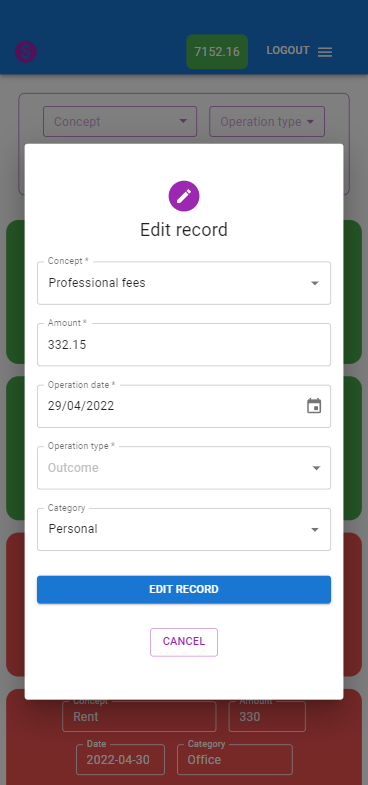 $
7152.16
LOGOUT
Concept
Operation type
Edit record
Concept *
Professional fees
Amount *
332.15
Operation date *
29/04/2022
Operation type *
Outcome
Category
Personal
EDIT RECORD
CANCEL
Concept
Amount
Rent
330
Date
Category
2022-04-30
Office